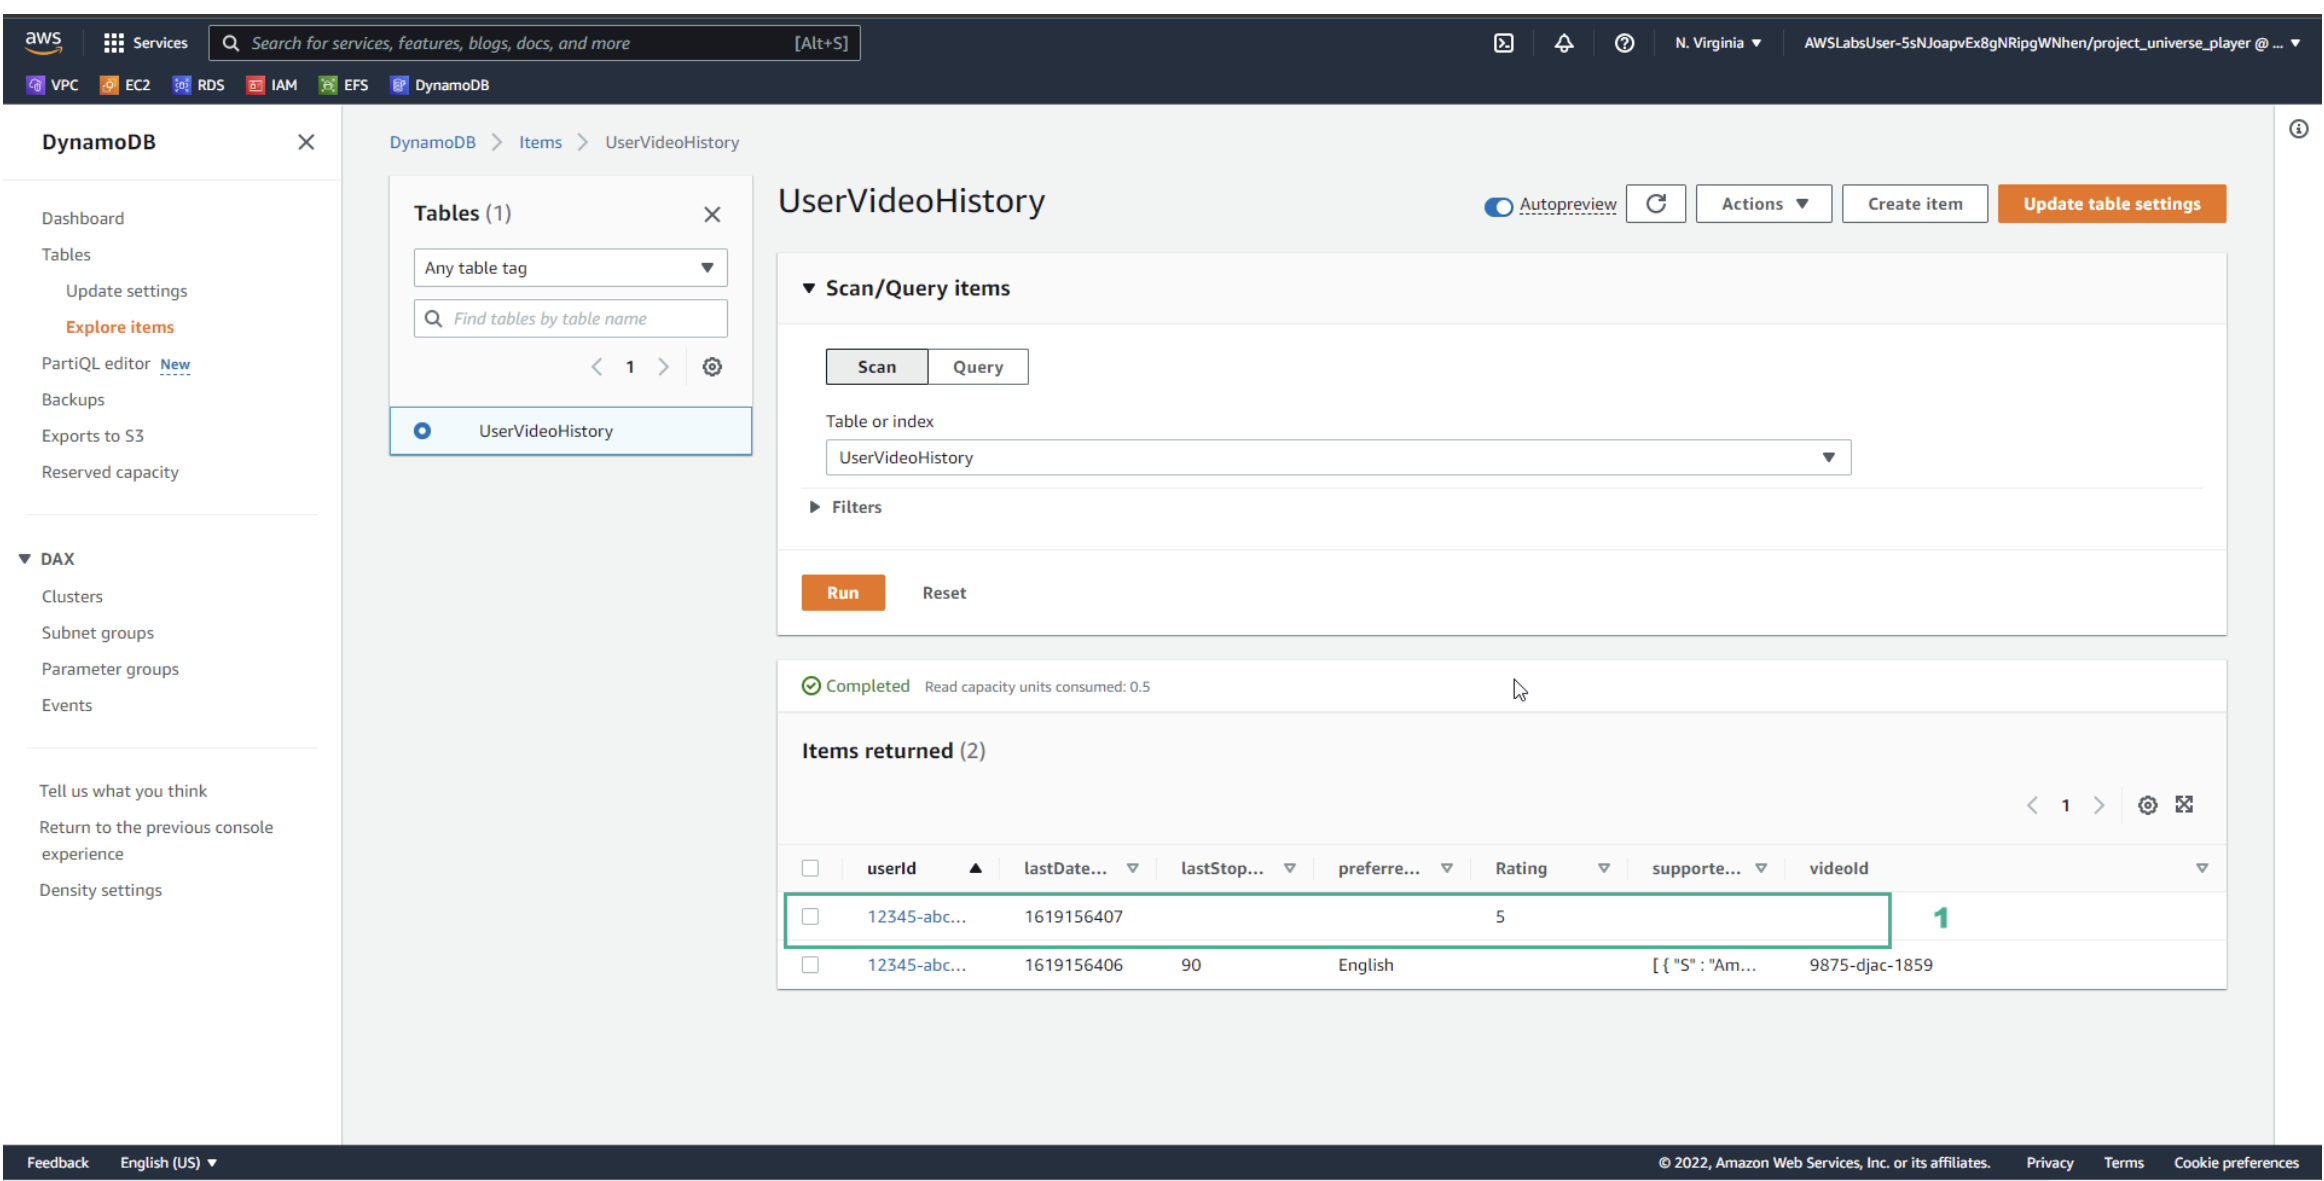 aws
Services
Search for services, features, blogs, docs, and more
[Alt+S]
N. Virginia ▼
AWSLabsUser-5sNJoapvEx8gNRipgWNhen/project_universe_player @ ... ▼
VPC
EC2
RDS
IAM
EFS
DynamoDB
DynamoDB
Dashboard
Tables
Update settings
Explore items
PartiQL editor New
Backups
Exports to S3
Reserved capacity
DAX
Clusters
Subnet groups
Parameter groups
Events
Tell us what you think
Return to the previous console
experience
Density settings
DynamoDB > Items > UserVideoHistory
Tables (1)
Any table tag
Find tables by table name
1
UserVideoHistory
UserVideoHistory
Autopreview
Actions ▼
Create item
Update table settings
Scan/Query items
Scan
Query
Table or index
UserVideoHistory
Filters
Run
Reset
Completed Read capacity units consumed: 0.5
Items returned (2)
1
userId lastDate... lastStop... preferre... Rating supporte... videoId
12345-abc... 1619156407 5
1
12345-abc... 1619156406 90 English [ { "S" : "Am... 9875-djac-1859
Feedback
English (US) ▼
© 2022, Amazon Web Services, Inc. or its affiliates.
Privacy
Terms
Cookie preferences